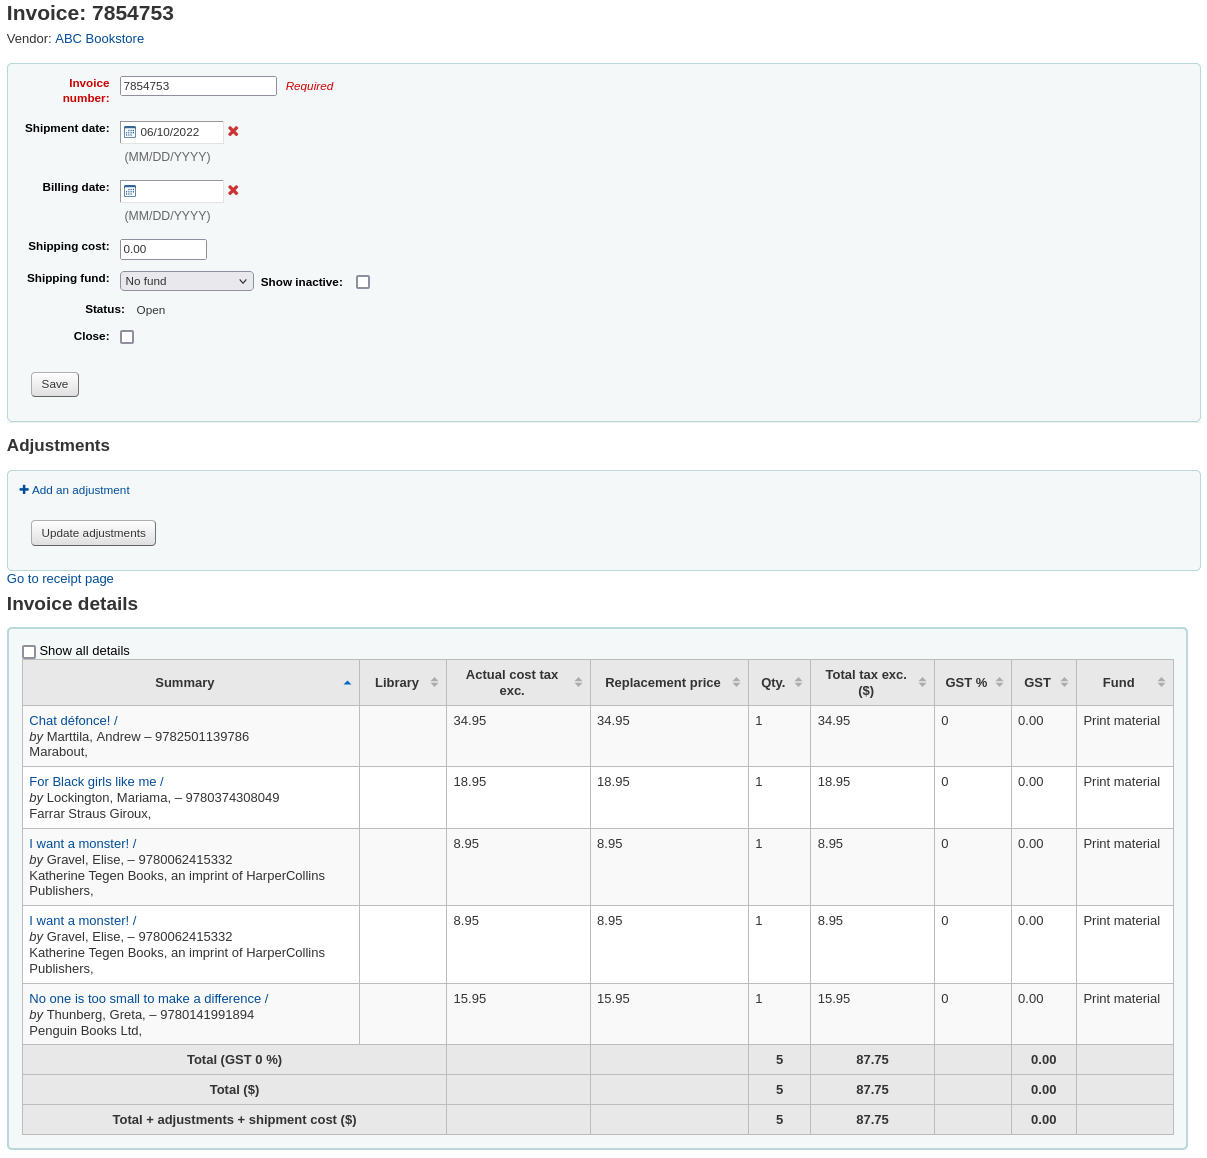 Invoice: 7854753
Vendor: ABC Bookstore
Invoice number: 7854753 Required
Shipment date: 06/10/2022
(MM/DD/YYYY)
Billing date:
(MM/DD/YYYY)
Shipping cost: 0.00
Shipping fund: No fund Show inactive:
Status: Open
Close:
Save
Adjustments
Add an adjustment
Update adjustments
Go to receipt page
Invoice details
Show all details
Summary Library Actual cost tax exc. Replacement price Qty. Total tax exc. ($) GST % GST Fund
Chat défonce! / 34.95 34.95 1 34.95 0 0.00 Print material
by Marttila, Andrew – 9782501139786
Marabout,
For Black girls like me / 18.95 18.95 1 18.95 0 0.00 Print material
by Lockington, Mariama, – 9780374308049
Farrar Straus Giroux,
I want a monster! / 8.95 8.95 1 8.95 0 0.00 Print material
by Gravel, Elise, – 9780062415332
Katherine Tegen Books, an imprint of HarperCollins
Publishers,
I want a monster! / 8.95 8.95 1 8.95 0 0.00 Print material
by Gravel, Elise, – 9780062415332
Katherine Tegen Books, an imprint of HarperCollins
Publishers,
No one is too small to make a difference / 15.95 15.95 1 15.95 0 0.00 Print material
by Thunberg, Greta, – 9780141991894
Penguin Books Ltd,
Total (GST 0 %) 5 87.75 0.00
Total ($) 5 87.75 0.00
Total + adjustments + shipment cost ($) 5 87.75 0.00